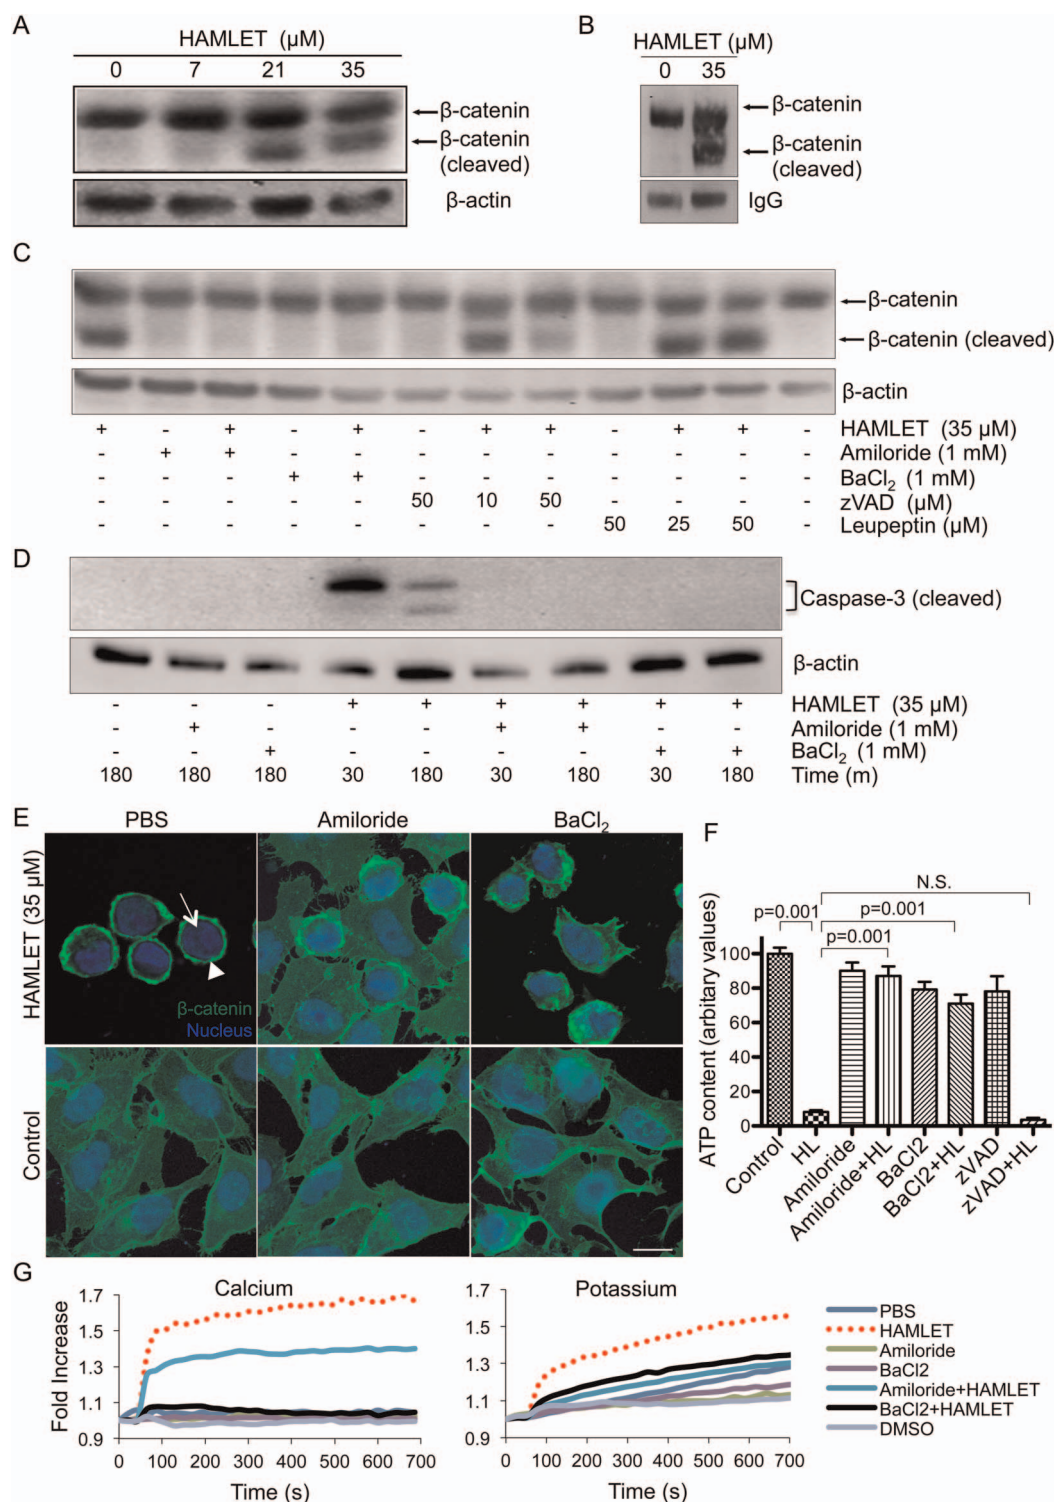 A
HAMLET (µM)
0 7 21 35
β-catenin
β-catenin
(cleaved)
β-actin
B
HAMLET (µM)
0 35
β-catenin
β-catenin
(cleaved)
IgG
C
β-catenin
β-catenin (cleaved)
β-actin
+ - + - + - + + - + + - HAMLET (35 µM)
- + + - - - - - - - - - Amiloride (1 mM)
- - - + + - - - - - - - BaCl2 (1 mM)
- - - - - 50 10 50 - - - - zVAD (µM)
- - - - - - - - 50 25 50 - Leupeptin (µM)
D
Caspase-3 (cleaved)
β-actin
- - - + + + + + + HAMLET (35 µM)
- + - - - + + - - Amiloride (1 mM)
- - + - - - - + + BaCl2 (1 mM)
180 180 180 30 180 30 180 30 180 Time (m)
E
PBS Amiloride BaCl2
HAMLET (35 µM)
β-catenin
Nucleus
Control
F
N.S.
p=0.001 p=0.001
p=0.001
ATP content (arbitary values)
100
80
60
40
20
0
Control HL Amiloride Amiloride+HL BaCl2 BaCl2+HL zVAD zVAD+HL
G
Calcium
Fold Increase
1.7
1.5
1.3
1.1
0.9
0 100 200 300 400 500 600 700
Time (s)
Potassium
1.7
1.5
1.3
1.1
0.9
0 100 200 300 400 500 600 700
Time (s)
PBS
HAMLET
Amiloride
BaCl2
Amiloride+HAMLET
BaCl2+HAMLET
DMSO